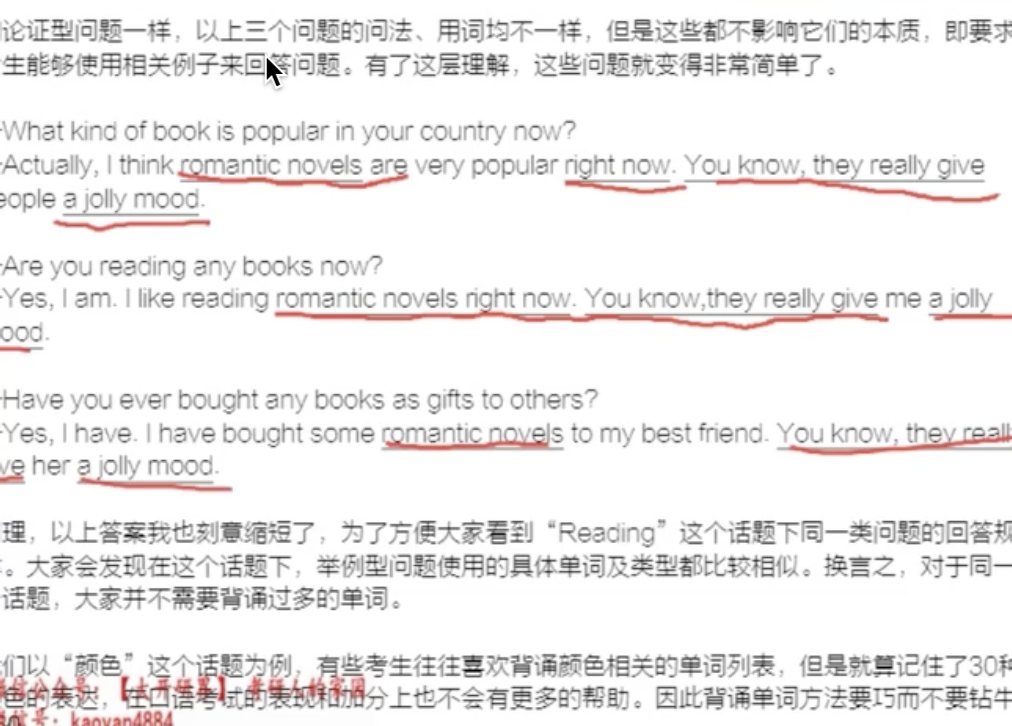 论证型问题一样，以上三个问题的问法、用词均不一样，但是这些都不影响它们的本质，即要求
生能够使用相关例子来回答问题。有了这层理解，这些问题就变得非常简单了。
-What kind of book is popular in your country now?
-Actually, I think romantic novels are very popular right now. You know, they really give
eople a jolly mood.
-Are you reading any books now?
-Yes, I am. I like reading romantic novels right now. You know,they really give me a jolly
ood.
-Have you ever bought any books as gifts to others?
-Yes, I have. I have bought some romantic novels to my best friend. You know, they reall
ve her a jolly mood.
理，以上答案我也刻意缩短了，为了方便大家看到“Reading”这个话题下同一类问题的回答规
。大家会发现在这个话题下，举例型问题使用的具体单词及类型都比较相似。换言之，对于同一
话题，大家并不需要背诵过多的单词。
们以“颜色”这个话题为例，有些考生往往喜欢背诵颜色相关的单词列表，但是就算记住了30种
色的表达，在口语考试的表现和加分上也不会有更多的帮助。因此背诵单词方法要巧而不要钻牛
号：kaoyan4884